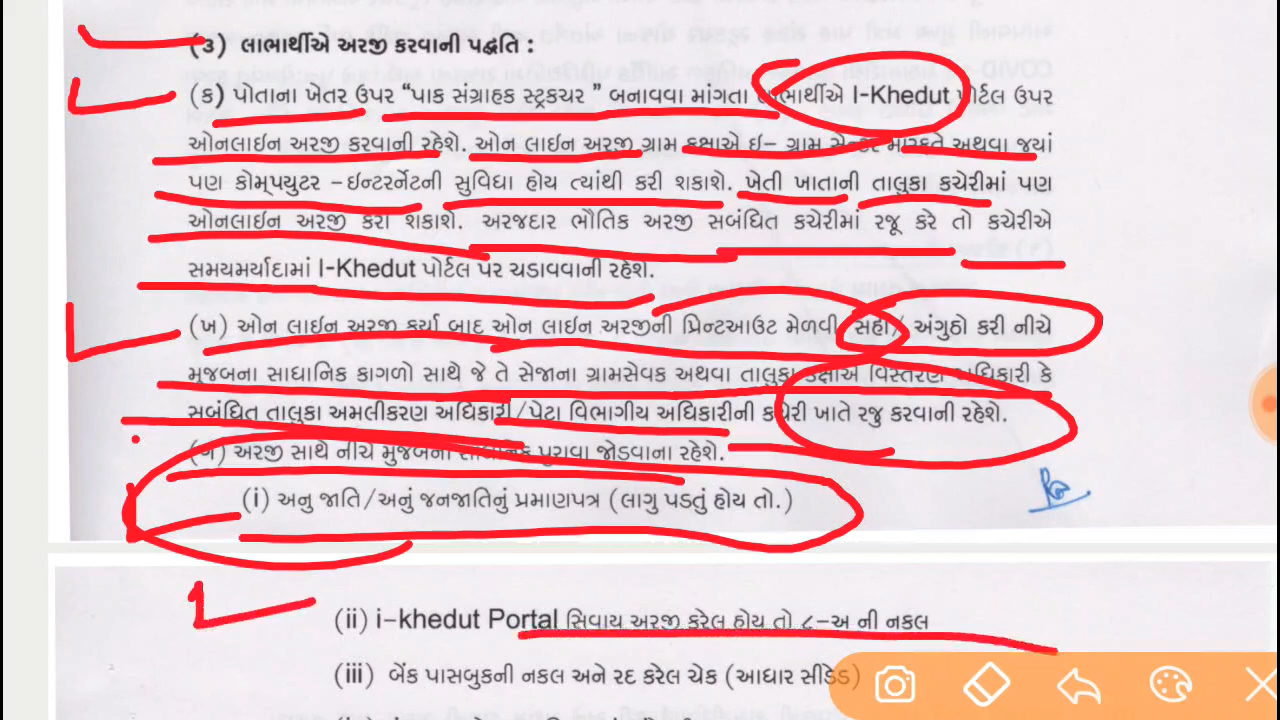 (૩) લાભાર્થીએ અરજી કરવાની પદ્ધતિ :
(ક) પોતાના ખેતર ઉપર “પાક સંગ્રાહક સ્ટ્રકચર ” બનાવવા માંગતા લાભાર્થીએ I-Khedut પોર્ટલ ઉપર
ઓનલાઈન અરજી કરવાની રહેશે. ઓન લાઈન અરજી ગ્રામ કક્ષાએ ઇ- ગ્રામ સેન્ટર મારફતે અથવા જયાં
પણ કોમ્પ્યુટર -ઇન્ટરનેટની સુવિધા હોય ત્યાંથી કરી શકાશે. ખેતી ખાતાની તાલુકા કચેરીમાં પણ
ઓનલાઈન અરજી કરી શકાશે. અરજદાર ભૌતિક અરજી સબંધિત કચેરીમાં રજૂ કરે તો કચેરીએ
સમયમર્યાદામાં I-Khedut પોર્ટલ પર ચડાવવાની રહેશે.
(ખ) ઓન લાઈન અરજી કર્યા બાદ ઓન લાઈન અરજીની પ્રિન્ટઆઉટ મેળવી સહી/ અંગુઠો કરી નીચે
મુજબના સાધાનિક કાગળો સાથે જે તે સેજાના ગ્રામસેવક અથવા તાલુકા કક્ષાએ વિસ્તરણ અધિકારી કે
સબંધિત તાલુકા અમલીકરણ અધિકારી/પેટા વિભાગીય અધિકારીની કચેરી ખાતે રજુ કરવાની રહેશે.
(ગ) અરજી સાથે નીચે મુજબના સાધનિક પુરાવા જોડવાના રહેશે.
(i) અનુ જાતિ/અનું જનજાતિનું પ્રમાણપત્ર (લાગુ પડતું હોય તો.)
(ii) i-khedut Portal સિવાય અરજી કરેલ હોય તો ૮-અ ની નકલ
(iii) બેંક પાસબુકની નકલ અને રદ કરેલ ચેક (આધાર સીડેડ)